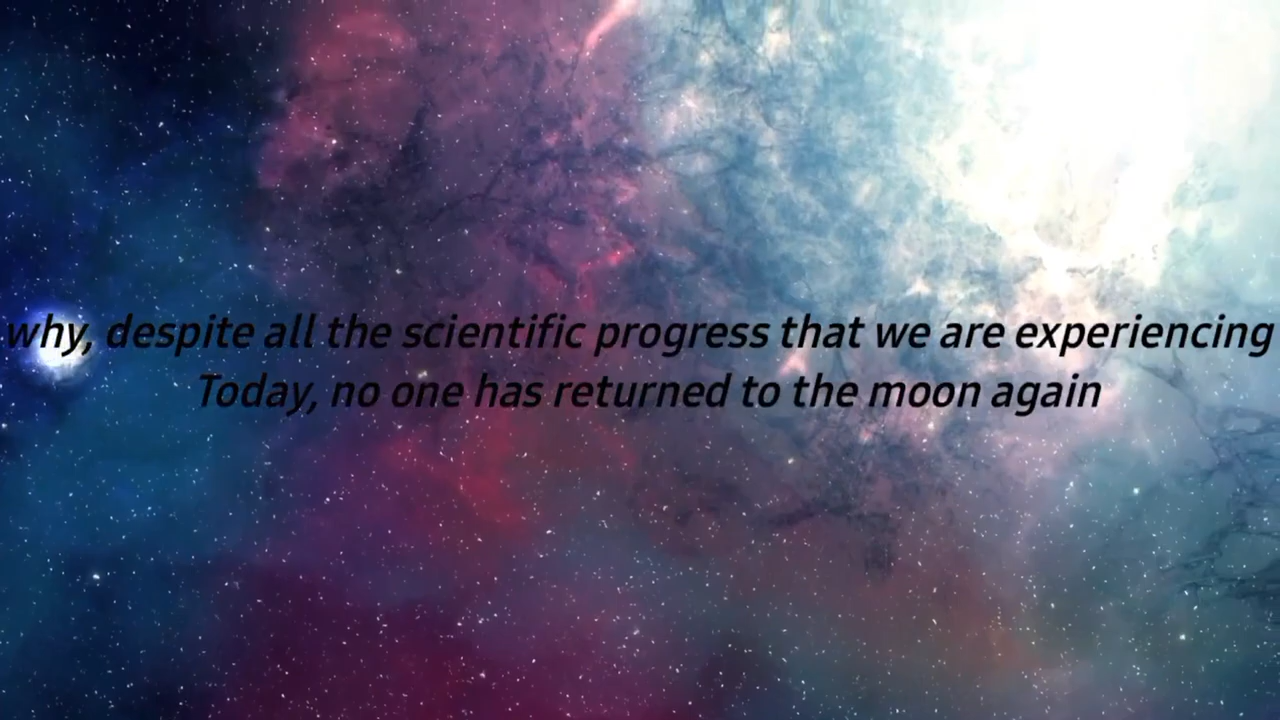 why, despite all the scientific progress that we are experiencing
Today, no one has returned to the moon again